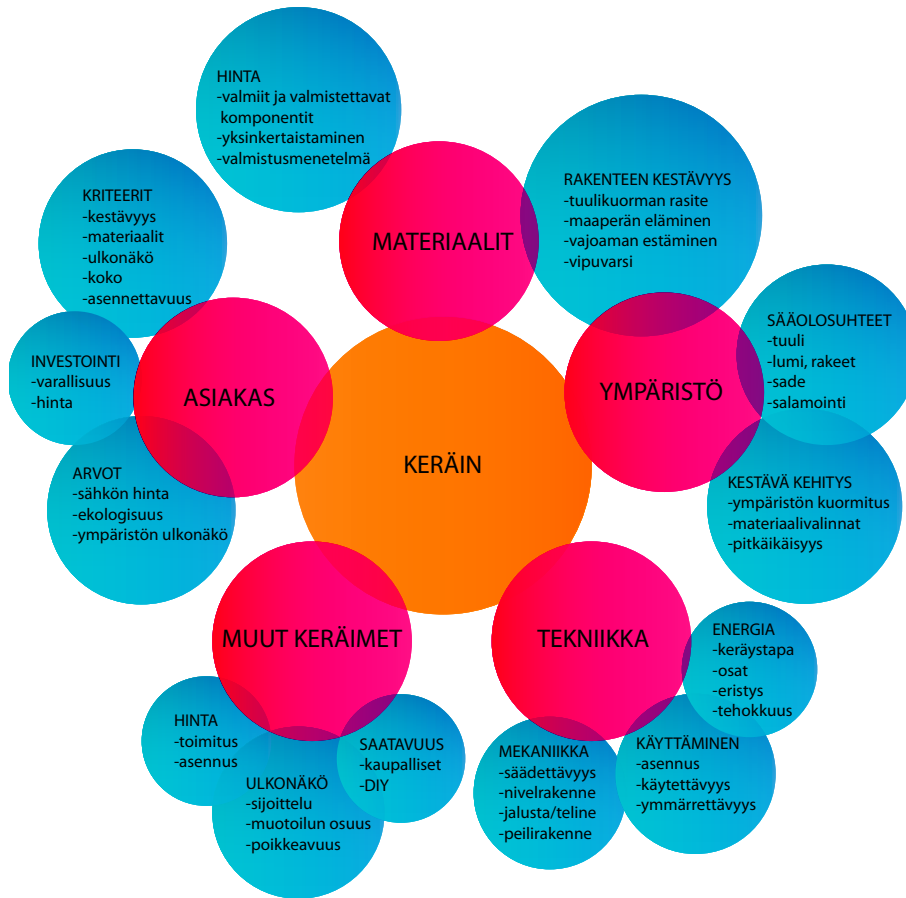 HINTA
-valmiit ja valmistettavat
komponentit
-yksinkertaistaminen
-valmistusmenetelmä
RAKENTEEN KESTÄVYYS
-tuulikuorman rasite
-maaperän eläminen
-vajoaman estäminen
-vipuvarsi
KRITEERIT
-kestävyys
-materiaalit
-ulkonäkö
-koko
-asennettavuus
MATERIAALIT
SÄÄOLOSUHTEET
-tuuli
-lumi, rakeet
-sade
-salamointi
INVESTOINTI
-varallisuus
-hinta
ASIAKAS
YMPÄRISTÖ
KERÄIN
ARVOT
-sähkön hinta
-ekologisuus
-ympäristön ulkonäkö
KESTÄVÄ KEHITYS
-ympäristön kuormitus
-materiaalivalinnat
-pitkäikäisyys
MUUT KERÄIMET
TEKNIIKKA
ENERGIA
-keräystapa
-osat
-eristys
-tehokkuus
HINTA
-toimitus
-asennus
ULKONÄKÖ
-sijoittelu
-muotoilun osuus
-poikkeavuus
SAATAVUUS
-kaupalliset
-DIY
MEKANIIKKA
-säädettävyys
-nivelrakenne
-jalusta/teline
-peilirakenne
KÄYTTÄMINEN
-asennus
-käytettävyys
-ymmärrettävyys